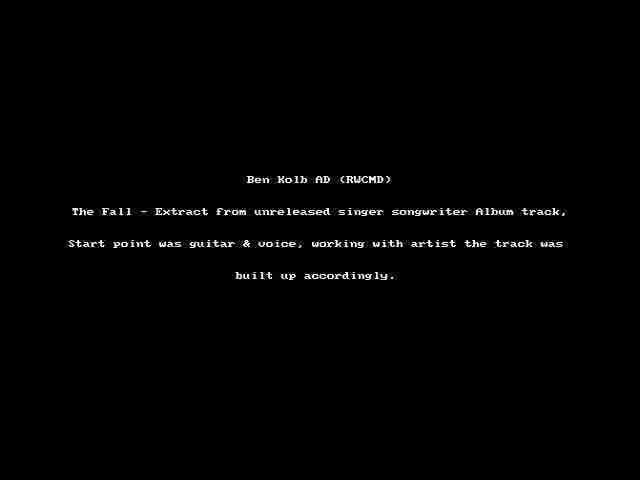 Ben Kolb AD (RWCMD)
The Fall - Extract from unreleased singer songwriter Album track,
Start point was guitar & voice, working with artist the track was
built up accordingly.